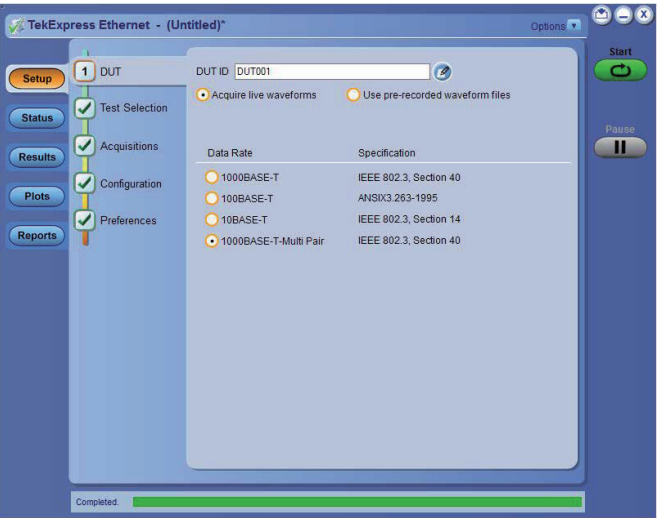 TekExpress Ethernet - (Untitled)*
Options
Start
Setup
Status
Results
Plots
Reports
Pause
1 DUT
Test Selection
Acquisitions
Configuration
Preferences
DUT ID DUT001
Acquire live waveforms Use pre-recorded waveform files
Data Rate Specification
1000BASE-T IEEE 802.3, Section 40
100BASE-T ANSIX3.263-1995
10BASE-T IEEE 802.3, Section 14
1000BASE-T-Multi Pair IEEE 802.3, Section 40
Completed.